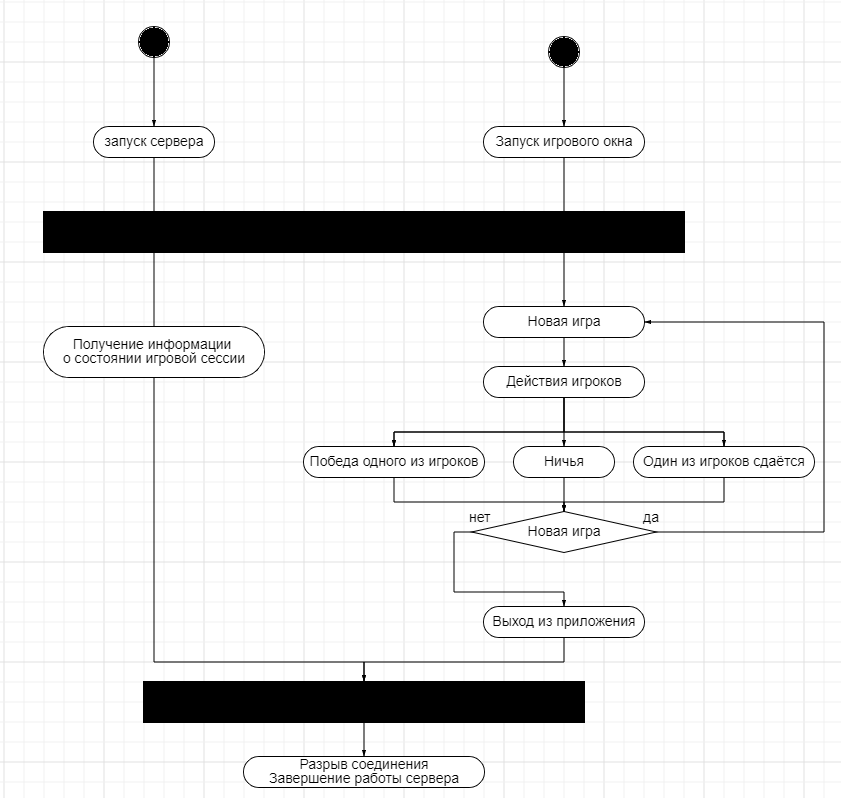 запуск сервера
Запуск игрового окна
Новая игра
Получение информации
о состоянии игровой сессии
Действия игроков
Победа одного из игроков
Ничья
Один из игроков сдаётся
нет
да
Новая игра
Выход из приложения
Разрыв соединения
Завершение работы сервера